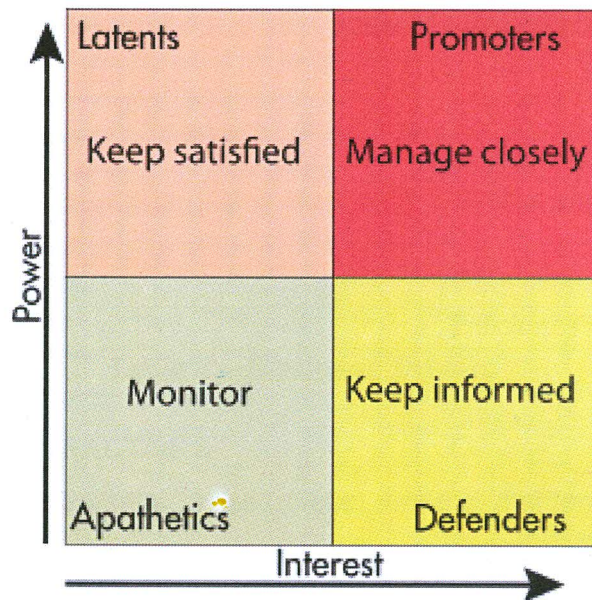 Latents
Promoters
Keep satisfied
Manage closely
Power
Monitor
Keep informed
Apathetics
Defenders
Interest